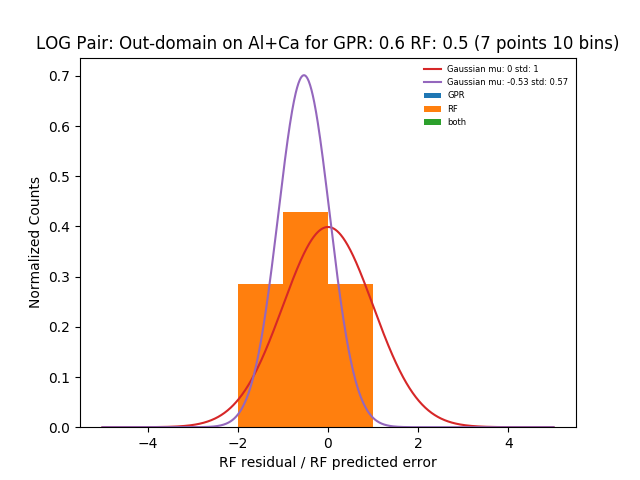 LOG Pair: Out-domain on Al+Ca for GPR: 0.6 RF: 0.5 (7 points 10 bins)
Gaussian mu: 0 std: 1
Gaussian mu: -0.53 std: 0.57
GPR
RF
both
Normalized Counts
0.7
0.6
0.5
0.4
0.3
0.2
0.1
0.0
−4
−2
0
2
4
RF residual / RF predicted error